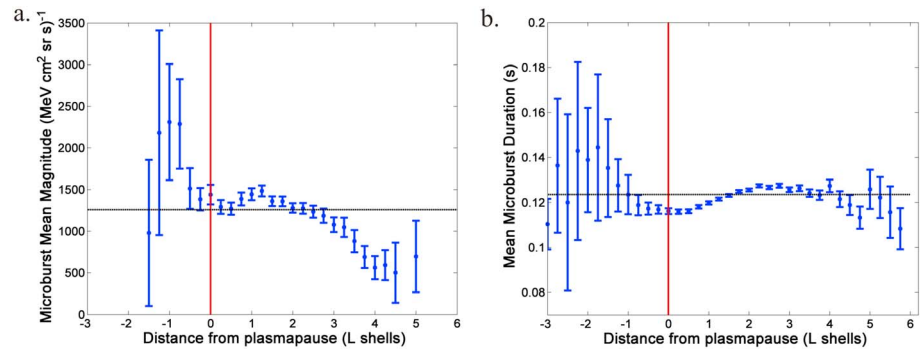 a.
Microburst Mean Magnitude (MeV cm² sr s)⁻¹
3500
3000
2500
2000
1500
1000
500
0
-3 -2 -1 0 1 2 3 4 5 6
Distance from plasmapause (L shells)
b.
Mean Microburst Duration (s)
0.2
0.18
0.16
0.14
0.12
0.1
0.08
-3 -2 -1 0 1 2 3 4 5 6
Distance from plasmapause (L shells)